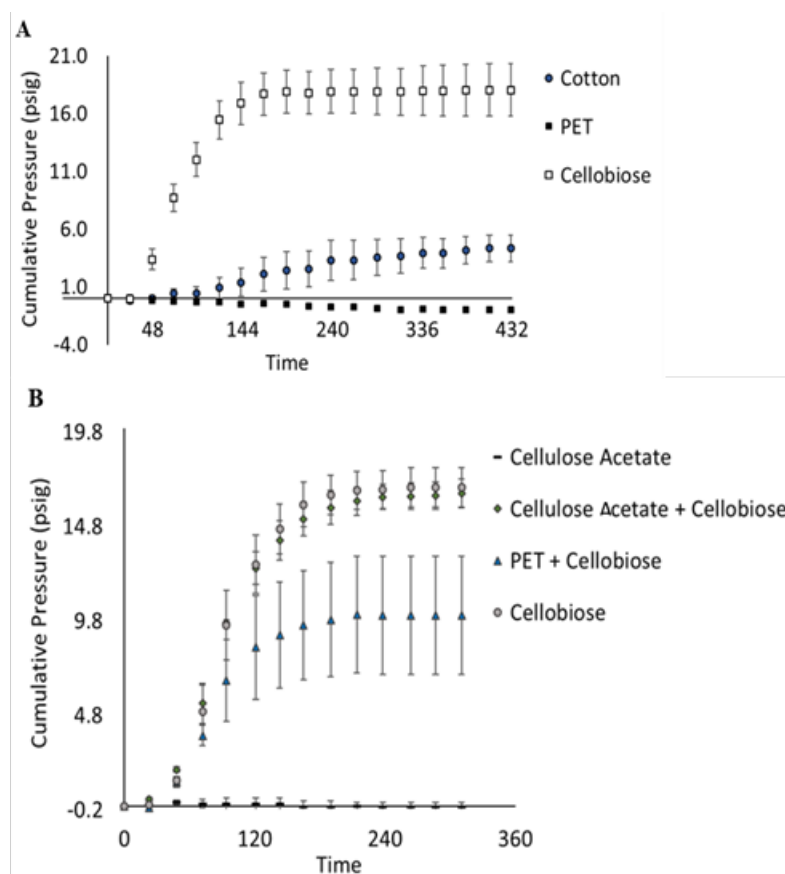 A
21.0
16.0
11.0
6.0
1.0
-4.0
Cumulative Pressure (psig)
48 144 240 336 432
Time
Cotton
PET
Cellobiose
B
19.8
14.8
9.8
4.8
-0.2
Cumulative Pressure (psig)
0 120 240 360
Time
Cellulose Acetate
Cellulose Acetate + Cellobiose
PET + Cellobiose
Cellobiose